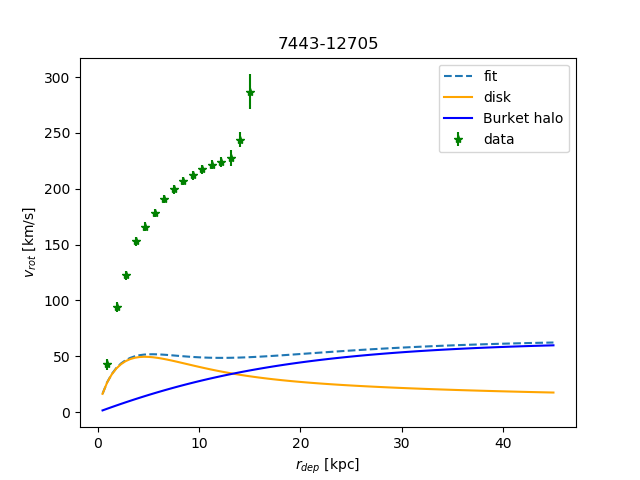 7443-12705
300
250
200
150
100
50
0
v_rot [km/s]
fit
disk
Burket halo
data
0 10 20 30 40
r_dep [kpc]